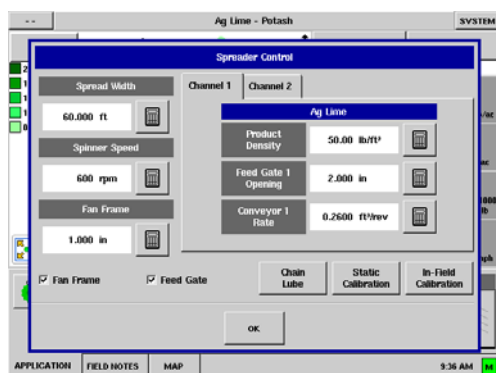 - -
Ag Lime - Potash
SYSTEM
Spreader Control
Spread Width
60.000 ft
Spinner Speed
600 rpm
Fan Frame
1.000 in
Channel 1
Channel 2
Ag Lime
Product Density
50.00 lb/ft³
Feed Gate 1 Opening
2.000 in
Conveyor 1 Rate
0.2600 ft³/rev
Fan Frame
Feed Gate
Chain Lube
Static Calibration
In-Field Calibration
OK
APPLICATION
FIELD NOTES
MAP
9:36 AM
M